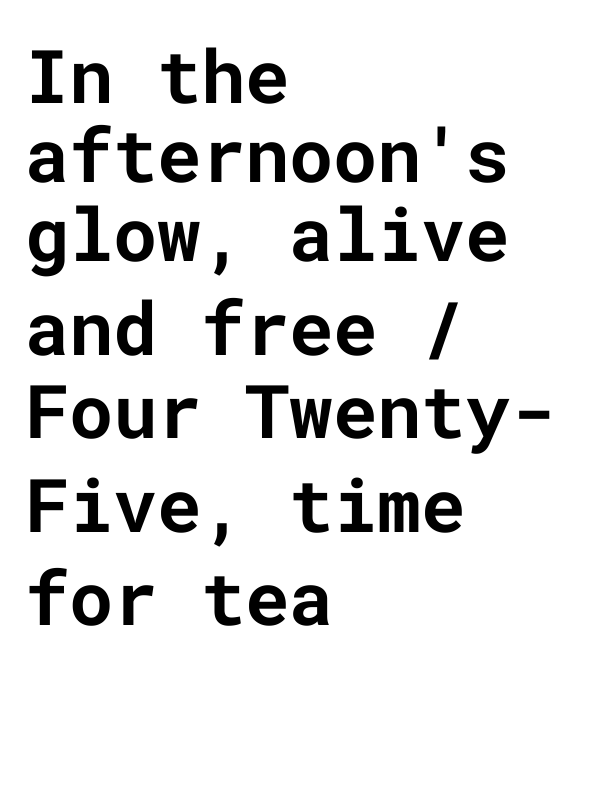 In the
afternoon's
glow, alive
and free /
Four Twenty-
Five, time
for tea